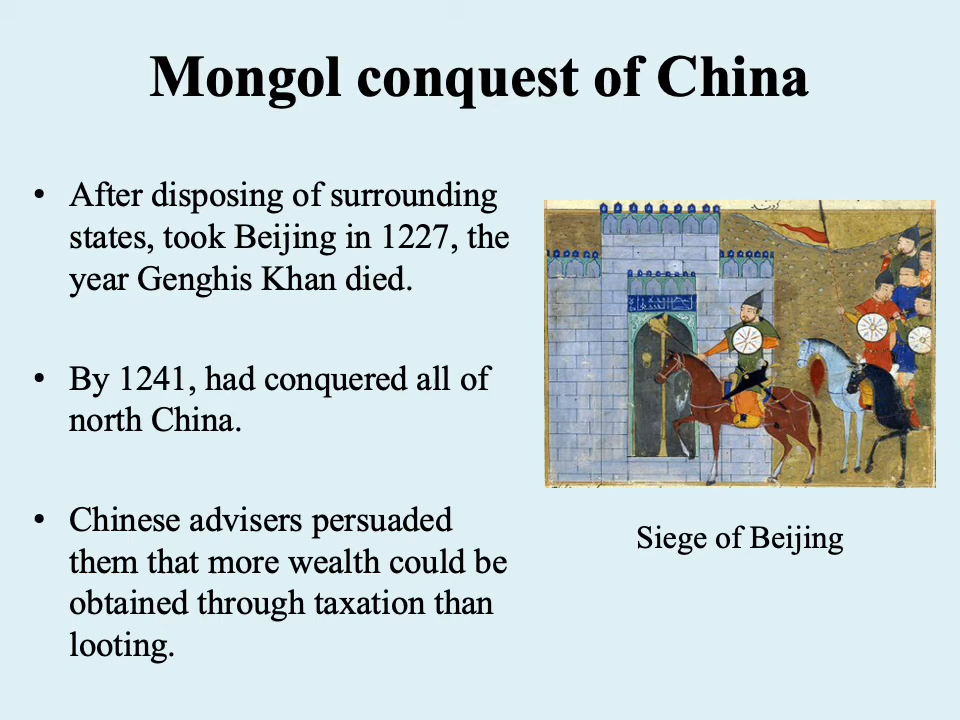 Mongol conquest of China
• After disposing of surrounding
states, took Beijing in 1227, the
year Genghis Khan died.
• By 1241, had conquered all of
north China.
• Chinese advisers persuaded
them that more wealth could be
obtained through taxation than
looting.
Siege of Beijing